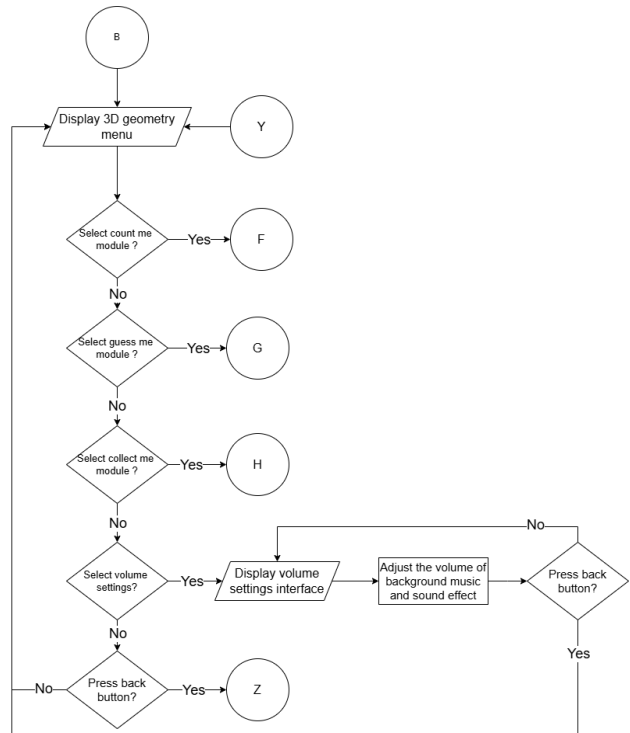 B
Display 3D geometry
menu
Y
Select count me
module ?
Yes
F
No
Select guess me
module ?
Yes
G
No
Select collect me
module ?
Yes
H
No
No
Select volume
settings?
Yes
Display volume
settings interface
Adjust the volume of
background music
and sound effect
Press back
button?
Yes
No
Press back
button?
No
Yes
Z